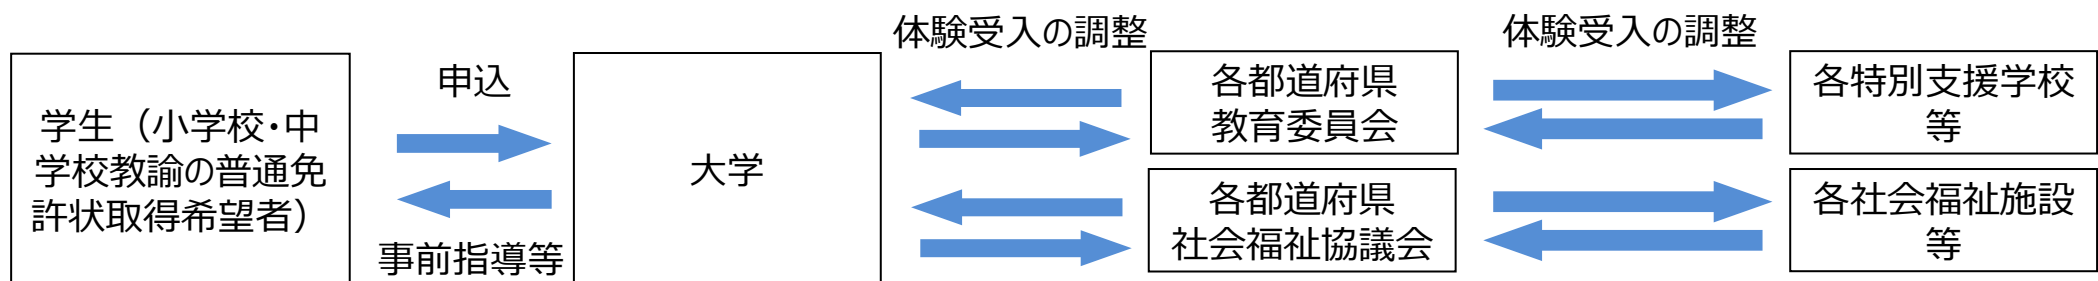 学生（小学校・中
学校教諭の普通免
許状取得希望者）
申込
事前指導等
大学
体験受入の調整
各都道府県
教育委員会
各都道府県
社会福祉協議会
体験受入の調整
各特別支援学校
等
各社会福祉施設
等